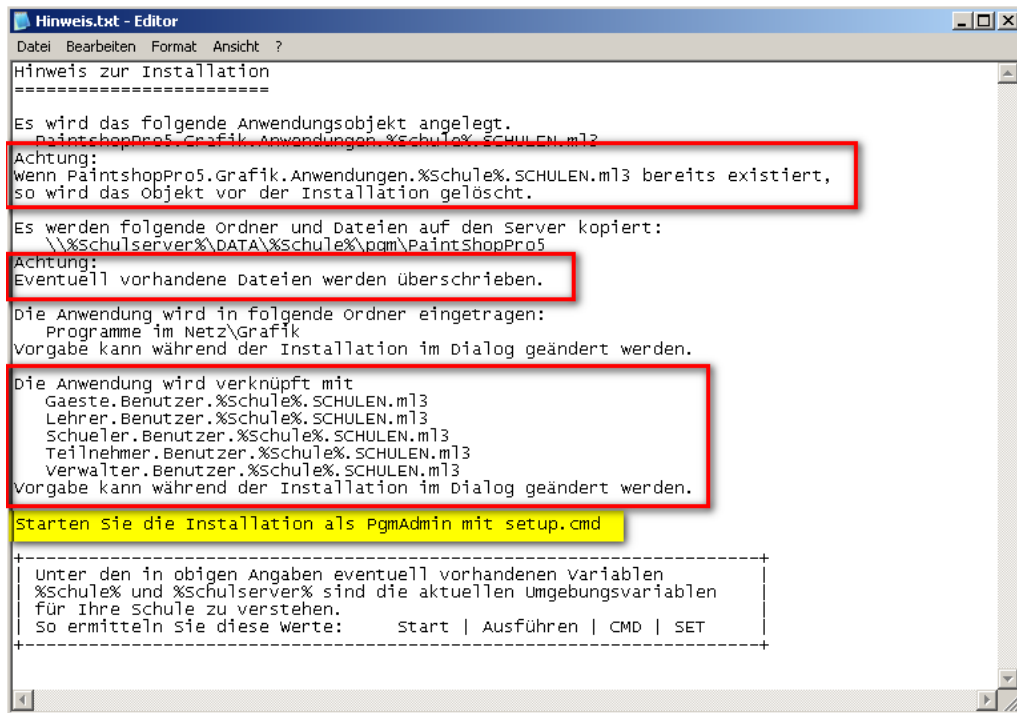 Hinweis.txt - Editor
Datei Bearbeiten Format Ansicht ?
Hinweis zur Installation
========================
Es wird das folgende Anwendungsobjekt angelegt.
PaintshopPro5.Grafik.Anwendungen.%Schule%.SCHULEN.ml3
Achtung:
Wenn PaintshopPro5.Grafik.Anwendungen.%Schule%.SCHULEN.ml3 bereits existiert,
so wird das Objekt vor der Installation gelöscht.
Es werden folgende Ordner und Dateien auf den Server kopiert:
\\%Schulserver%\DATA\%Schule%\pgm\PaintShopPro5
Achtung:
Eventuell vorhandene Dateien werden überschrieben.
Die Anwendung wird in folgende Ordner eingetragen:
Programme im Netz\Grafik
Vorgabe kann während der Installation im Dialog geändert werden.
Die Anwendung wird verknüpft mit
Gaeste.Benutzer.%Schule%.SCHULEN.ml3
Lehrer.Benutzer.%Schule%.SCHULEN.ml3
Schueler.Benutzer.%Schule%.SCHULEN.ml3
Teilnehmer.Benutzer.%Schule%.SCHULEN.ml3
Verwalter.Benutzer.%Schule%.SCHULEN.ml3
Vorgabe kann während der Installation im Dialog geändert werden.
Starten Sie die Installation als PgmAdmin mit setup.cmd
+----------------------------------------------------------------------+
| Unter den in obigen Angaben eventuell vorhandenen Variablen |
| %Schule% und %Schulserver% sind die aktuellen Umgebungsvariablen |
| für Ihre Schule zu verstehen. |
| So ermitteln Sie diese Werte: Start | Ausführen | CMD | SET |
+----------------------------------------------------------------------+